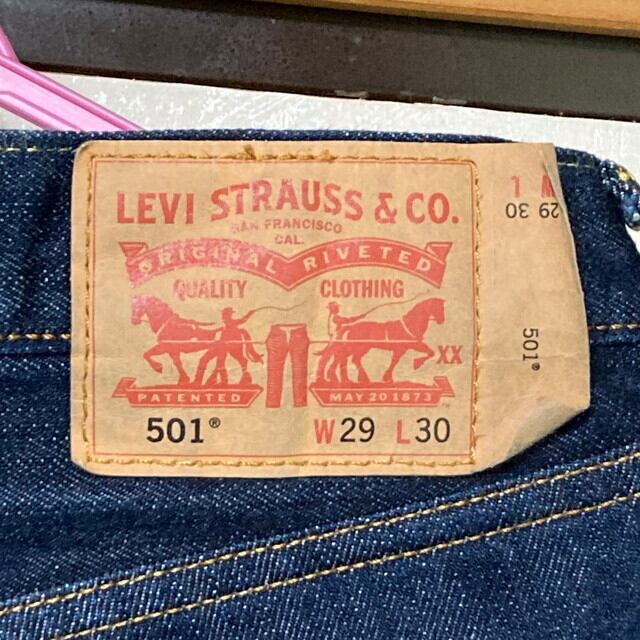 LEVI STRAUSS & CO.
SAN FRANCISCO
CAL.
ORIGINAL RIVETED
QUALITY CLOTHING
XX
PATENTED MAY 20 1873
501® W29 L30
L W
30 29
501®